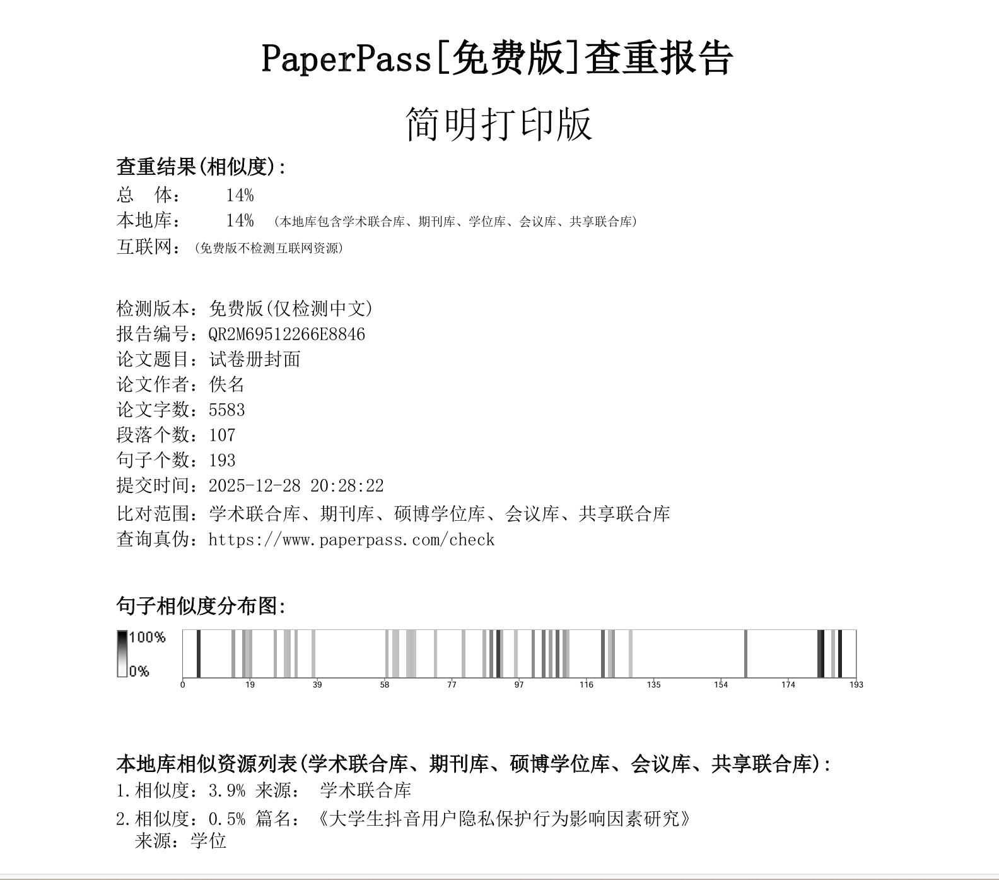 PaperPass[免费版]查重报告
简明打印版
查重结果(相似度):
总 体: 14%
本地库: 14% (本地库包含学术联合库、期刊库、学位库、会议库、共享联合库)
互联网: (免费版不检测互联网资源)
检测版本: 免费版(仅检测中文)
报告编号: QR2M69512266E8846
论文题目: 试卷册封面
论文作者: 佚名
论文字数: 5583
段落个数: 107
句子个数: 193
提交时间: 2025-12-28 20:28:22
比对范围: 学术联合库、期刊库、硕博学位库、会议库、共享联合库
查询真伪: https://www.paperpass.com/check
句子相似度分布图:
100%
0%
0 19 39 58 77 97 116 135 154 174 193
本地库相似资源列表(学术联合库、期刊库、硕博学位库、会议库、共享联合库):
1.相似度: 3.9% 来源: 学术联合库
2.相似度: 0.5% 篇名: 《大学生抖音用户隐私保护行为影响因素研究》
来源: 学位